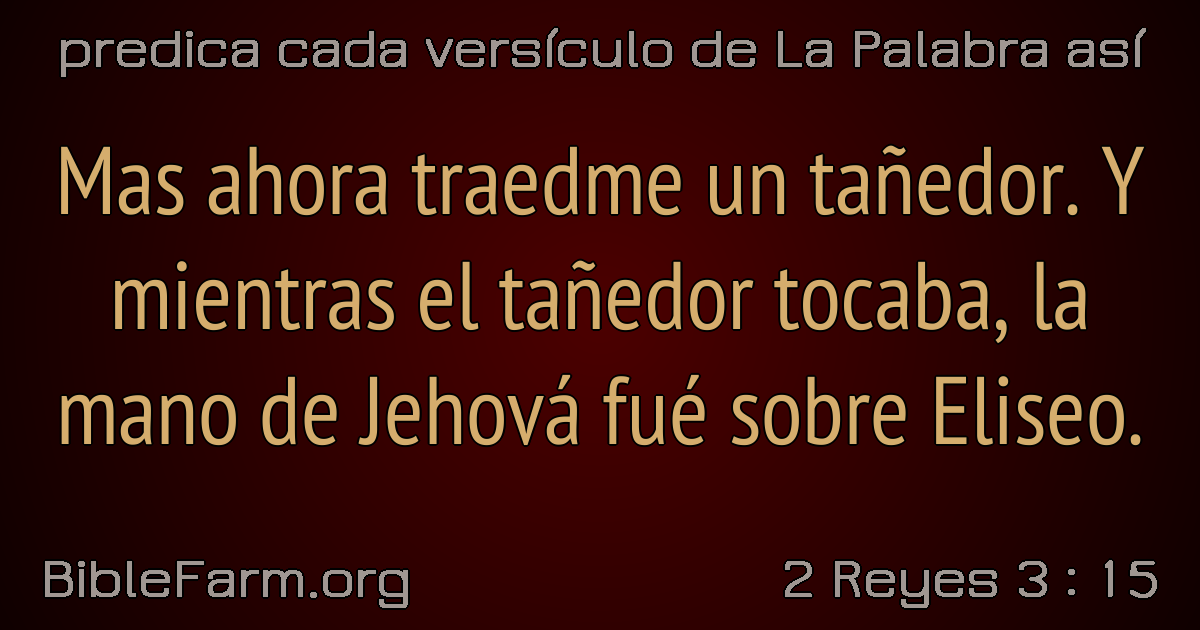 predica cada versículo de La Palabra así
Mas ahora traedme un tañedor. Y
mientras el tañedor tocaba, la
mano de Jehová fué sobre Eliseo.
BibleFarm.org
2 Reyes 3 : 15